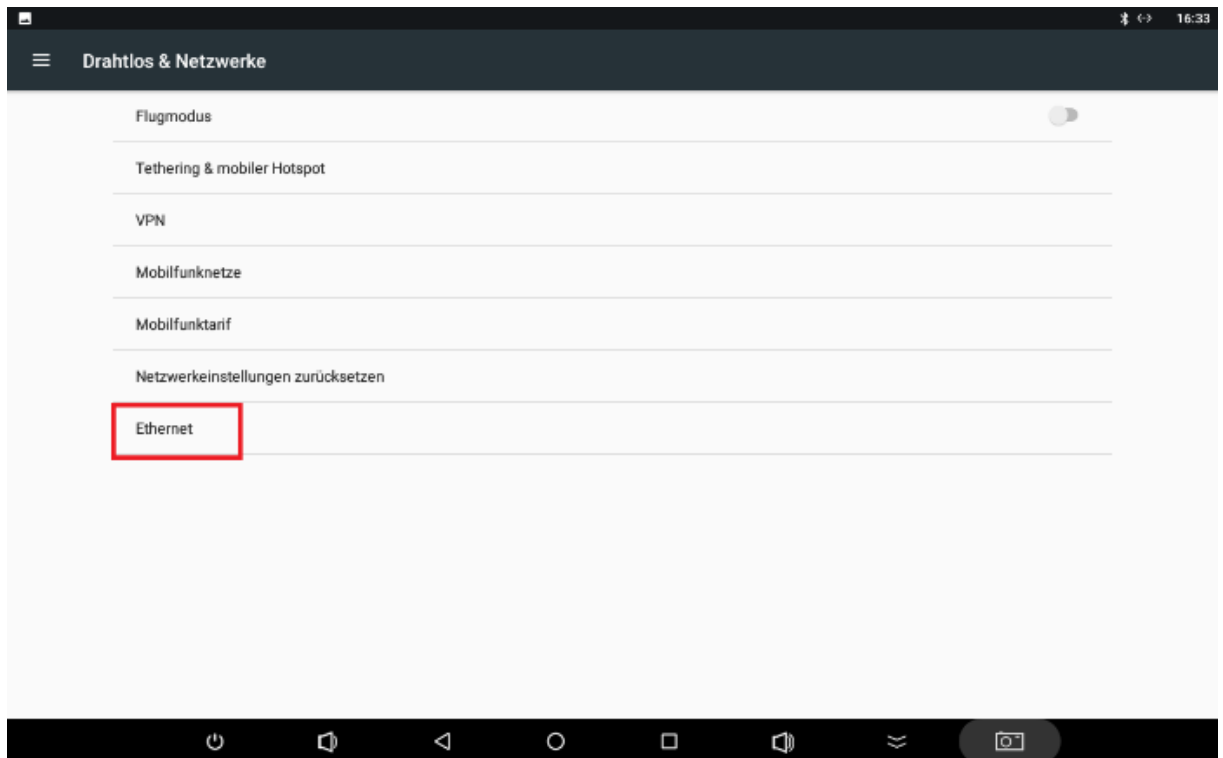 16:33
Drahtlos & Netzwerke
Flugmodus
Tethering & mobiler Hotspot
VPN
Mobilfunknetze
Mobilfunktarif
Netzwerkeinstellungen zurücksetzen
Ethernet